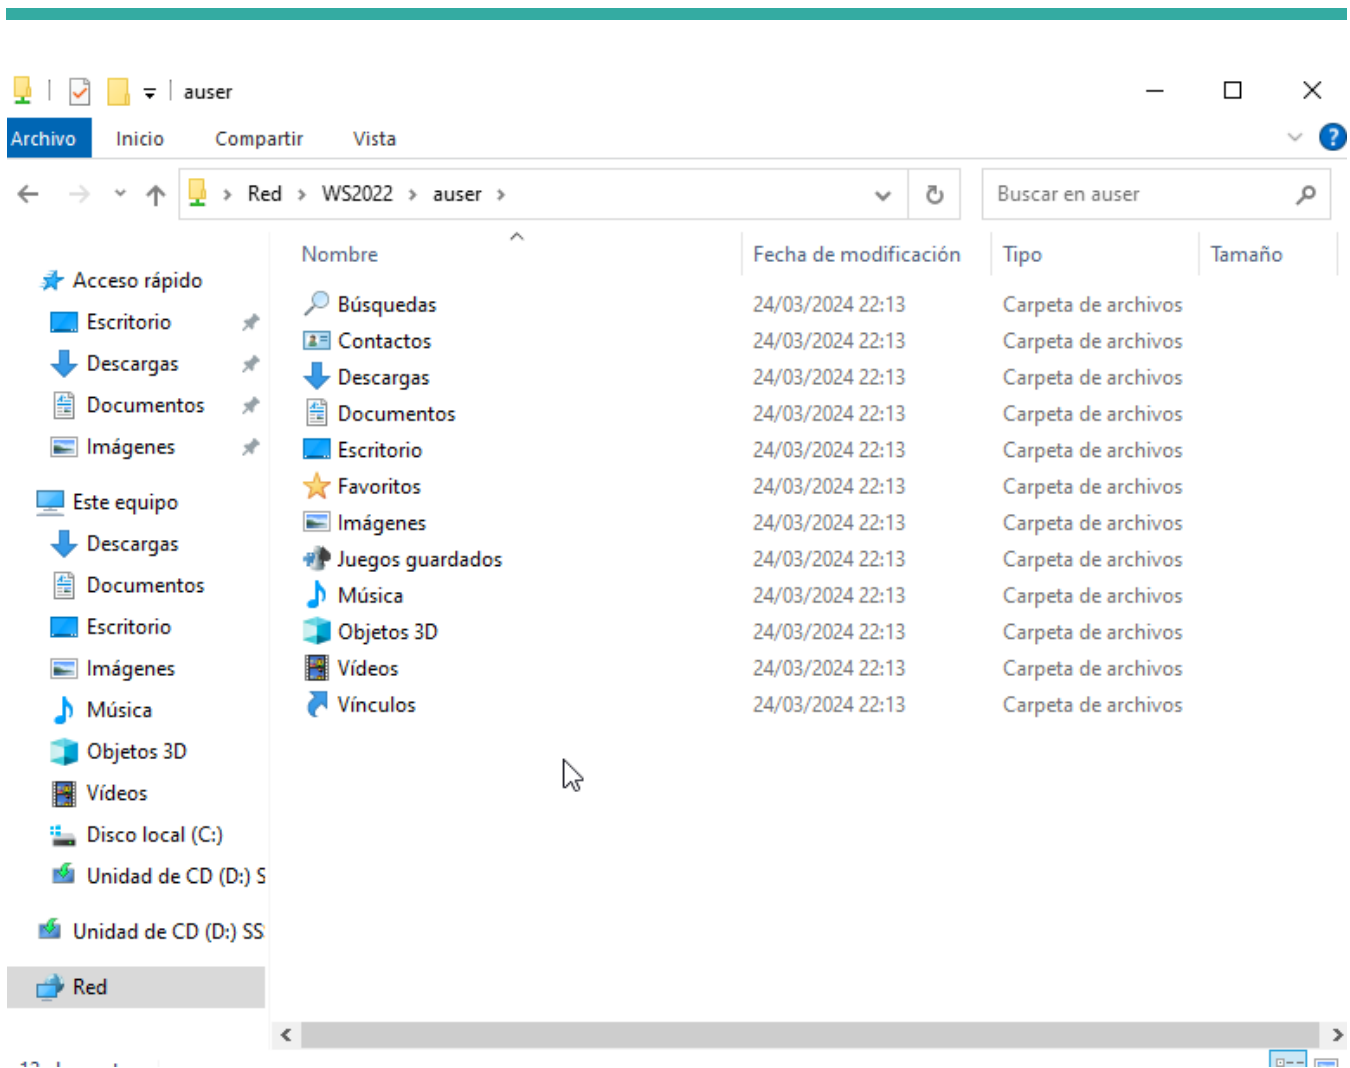 auser
Archivo Inicio Compartir Vista
Red WS2022 auser Buscar en auser
Nombre Fecha de modificación Tipo Tamaño
Acceso rápido
Escritorio
Descargas
Documentos
Imágenes
Este equipo
Descargas
Documentos
Escritorio
Imágenes
Música
Objetos 3D
Vídeos
Disco local (C:)
Unidad de CD (D:) S
Unidad de CD (D:) SS
Red
Búsquedas 24/03/2024 22:13 Carpeta de archivos
Contactos 24/03/2024 22:13 Carpeta de archivos
Descargas 24/03/2024 22:13 Carpeta de archivos
Documentos 24/03/2024 22:13 Carpeta de archivos
Escritorio 24/03/2024 22:13 Carpeta de archivos
Favoritos 24/03/2024 22:13 Carpeta de archivos
Imágenes 24/03/2024 22:13 Carpeta de archivos
Juegos guardados 24/03/2024 22:13 Carpeta de archivos
Música 24/03/2024 22:13 Carpeta de archivos
Objetos 3D 24/03/2024 22:13 Carpeta de archivos
Vídeos 24/03/2024 22:13 Carpeta de archivos
Vínculos 24/03/2024 22:13 Carpeta de archivos